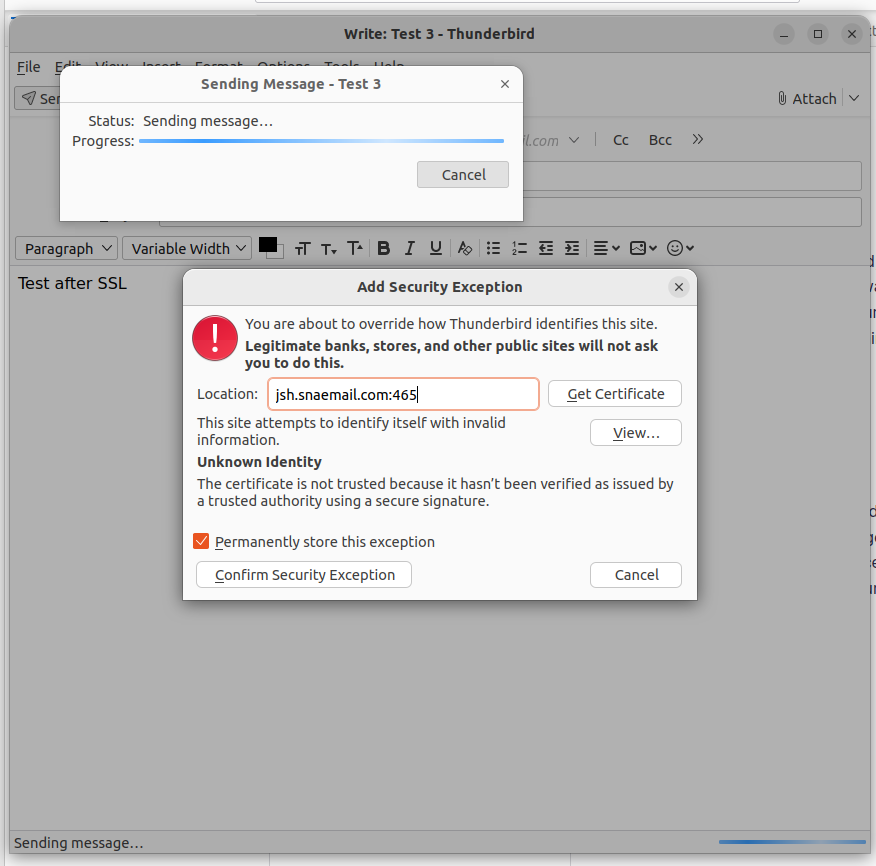 Write: Test 3 - Thunderbird
File Edit View Insert Format Options Tools Help
Sending Message - Test 3
Attach
Status: Sending message...
Progress:
Cc Bcc
Cancel
Paragraph Variable Width
Test after SSL
Add Security Exception
You are about to override how Thunderbird identifies this site.
Legitimate banks, stores, and other public sites will not ask
you to do this.
Location: jsh.snaemail.com:465 Get Certificate
This site attempts to identify itself with invalid
information.
View...
Unknown Identity
The certificate is not trusted because it hasn't been verified as issued by
a trusted authority using a secure signature.
Permanently store this exception
Confirm Security Exception Cancel
Sending message...